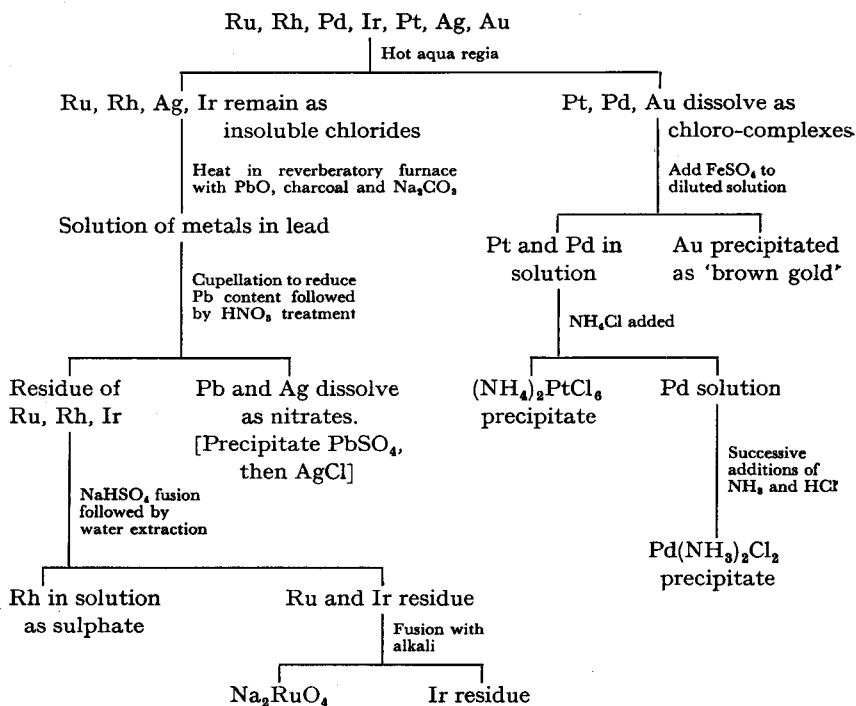 Ru, Rh, Pd, Ir, Pt, Ag, Au
Hot aqua regia
Ru, Rh, Ag, Ir remain as
insoluble chlorides
Pt, Pd, Au dissolve as
chloro-complexes.
Heat in reverberatory furnace
with PbO, charcoal and Na₂CO₃
Add FeSO₄ to
diluted solution
Solution of metals in lead
Pt and Pd in
solution
Au precipitated
as ‘brown gold’
Cupellation to reduce
Pb content followed
by HNO₃ treatment
NH₄Cl added
Residue of
Ru, Rh, Ir
Pb and Ag dissolve
as nitrates.
[Precipitate PbSO₄,
then AgCl]
(NH₄)₂PtCl₆
precipitate
Pd solution
NaHSO₄ fusion
followed by
water extraction
Successive
additions of
NH₃ and HCl
Pd(NH₃)₂Cl₂
precipitate
Rh in solution
as sulphate
Ru and Ir residue
Fusion with
alkali
Na₂RuO₄
Ir residue